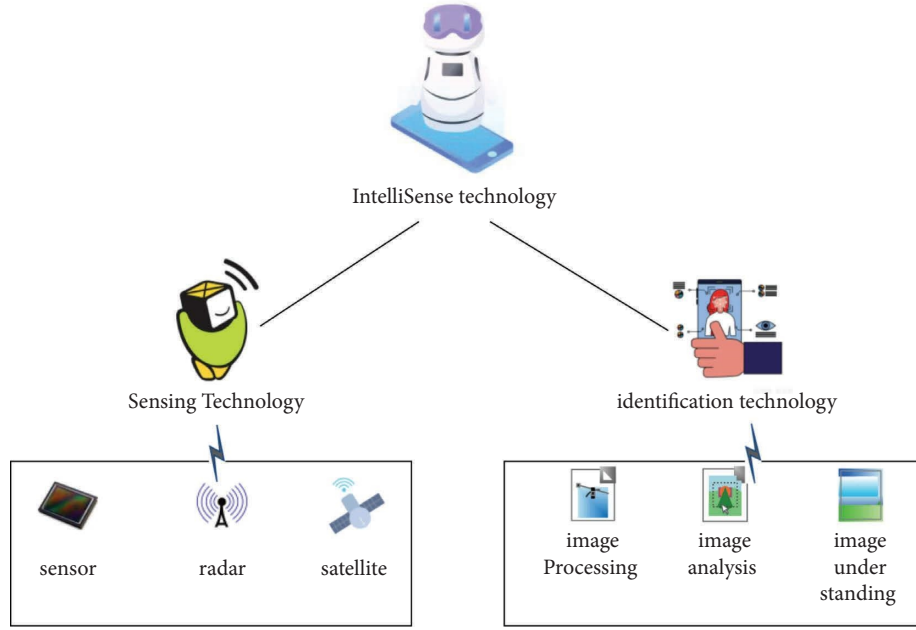 IntelliSense technology
Sensing Technology
identification technology
sensor
radar
satellite
image
Processing
image
analysis
image
under
standing